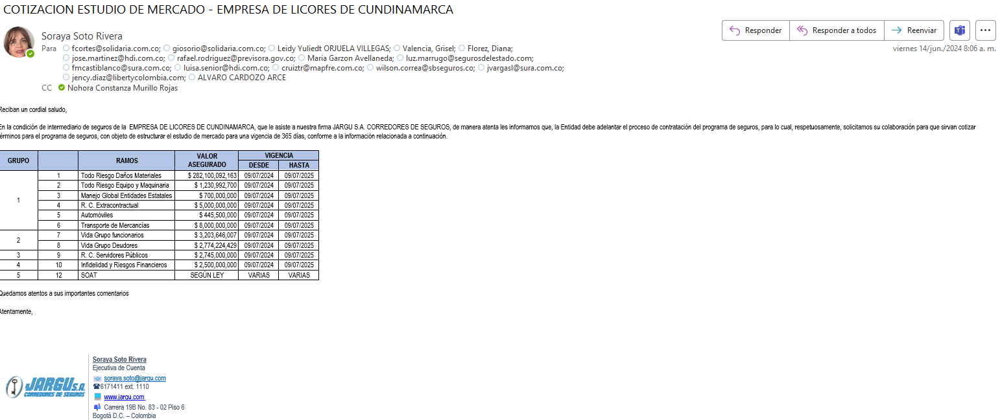 COTIZACION ESTUDIO DE MERCADO - EMPRESA DE LICORES DE CUNDINAMARCA
Soraya Soto Rivera
Responder
Responder a todos
Reenviar
viernes 14/jun./2024 8:06 a. m.
Para fcortes@solidaria.com.co; giosorio@solidaria.com.co; Leidy Yuliedt ORJUELA VILLEGAS; Valencia, Grisel; Florez, Diana;
jose.martinez@hdi.com.co; rafael.rodriguez@previsora.gov.co; Maria Garzon Avellaneda; luz.marrugo@segurosdelestado.com;
fmcastiblanco@sura.com.co; luisa.senior@hdi.com.co; cruiztr@mapfre.com.co; wilson.correa@sbseguros.co; jvargasl@sura.com.co;
jency.diaz@libertycolombia.com; ALVARO CARDOZO ARCE
CC Nohora Constanza Murillo Rojas
Reciban un cordial saludo,
En la condición de intermediario de seguros de la EMPRESA DE LICORES DE CUNDINAMARCA, que le asiste a nuestra firma JARGU S.A. CORREDORES DE SEGUROS, de manera atenta les informamos que, la Entidad debe adelantar el proceso de contratación del programa de seguros, para lo cual, respetuosamente, solicitamos su colaboración para que sirvan cotizar
términos para el programa de seguros, con objeto de estructurar el estudio de mercado para una vigencia de 365 días, conforme a la información relacionada a continuación.
GRUPO RAMOS VALOR ASEGURADO VIGENCIA
DESDE HASTA
1 1 Todo Riesgo Daños Materiales $ 282,100,092,163 09/07/2024 09/07/2025
2 Todo Riesgo Equipo y Maquinaria $ 1,230,992,700 09/07/2024 09/07/2025
3 Manejo Global Entidades Estatales $ 700,000,000 09/07/2024 09/07/2025
4 R. C. Extracontractual $ 5,000,000,000 09/07/2024 09/07/2025
5 Automóviles $ 445,500,000 09/07/2024 09/07/2025
6 Transporte de Mercancías $ 8,000,000,000 09/07/2024 09/07/2025
2 7 Vida Grupo funcionarios $ 3,203,646,007 09/07/2024 09/07/2025
8 Vida Grupo Deudores $ 2,774,224,429 09/07/2024 09/07/2025
3 9 R. C. Servidores Públicos $ 2,745,000,000 09/07/2024 09/07/2025
4 10 Infidelidad y Riesgos Financieros $ 2,500,000,000 09/07/2024 09/07/2025
5 12 SOAT SEGÚN LEY VARIAS VARIAS
Quedamos atentos a sus importantes comentarios
Atentamente,
JARGU S.A.
CORREDORES DE SEGUROS
Soraya Soto Rivera
Ejecutiva de Cuenta
soraya.soto@jargu.com
6171411 ext. 1110
www.jargu.com
Carrera 19B No. 83 - 02 Piso 6
Bogotá D.C. – Colombia